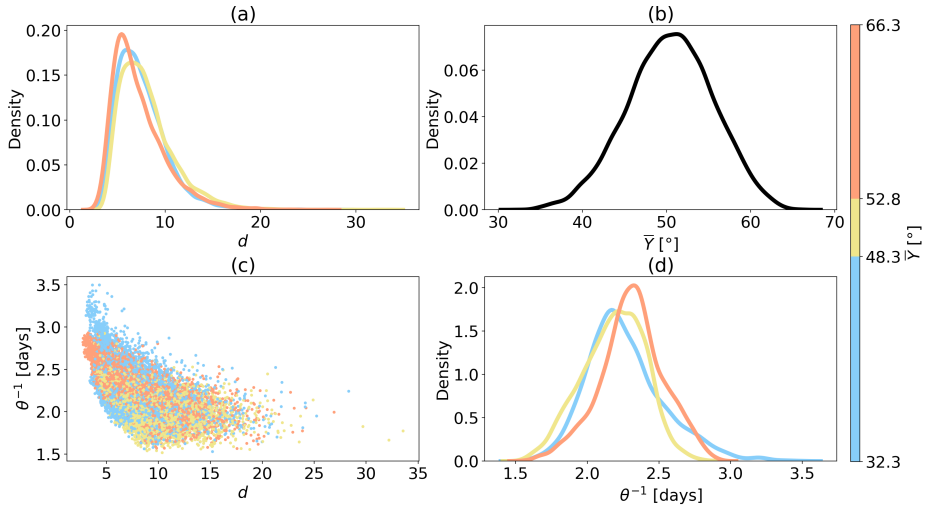 (a)
Density
0.20
0.15
0.10
0.05
0.00
0 10 20 30
d
(b)
Density
0.06
0.04
0.02
0.00
30 40 50 60 70
Y̅ [°]
(c)
θ⁻¹ [days]
3.5
3.0
2.5
2.0
1.5
5 10 15 20 25 30 35
d
(d)
Density
2.0
1.5
1.0
0.5
0.0
1.5 2.0 2.5 3.0 3.5
θ⁻¹ [days]
66.3
52.8
48.3
32.3
Y̅ [°]